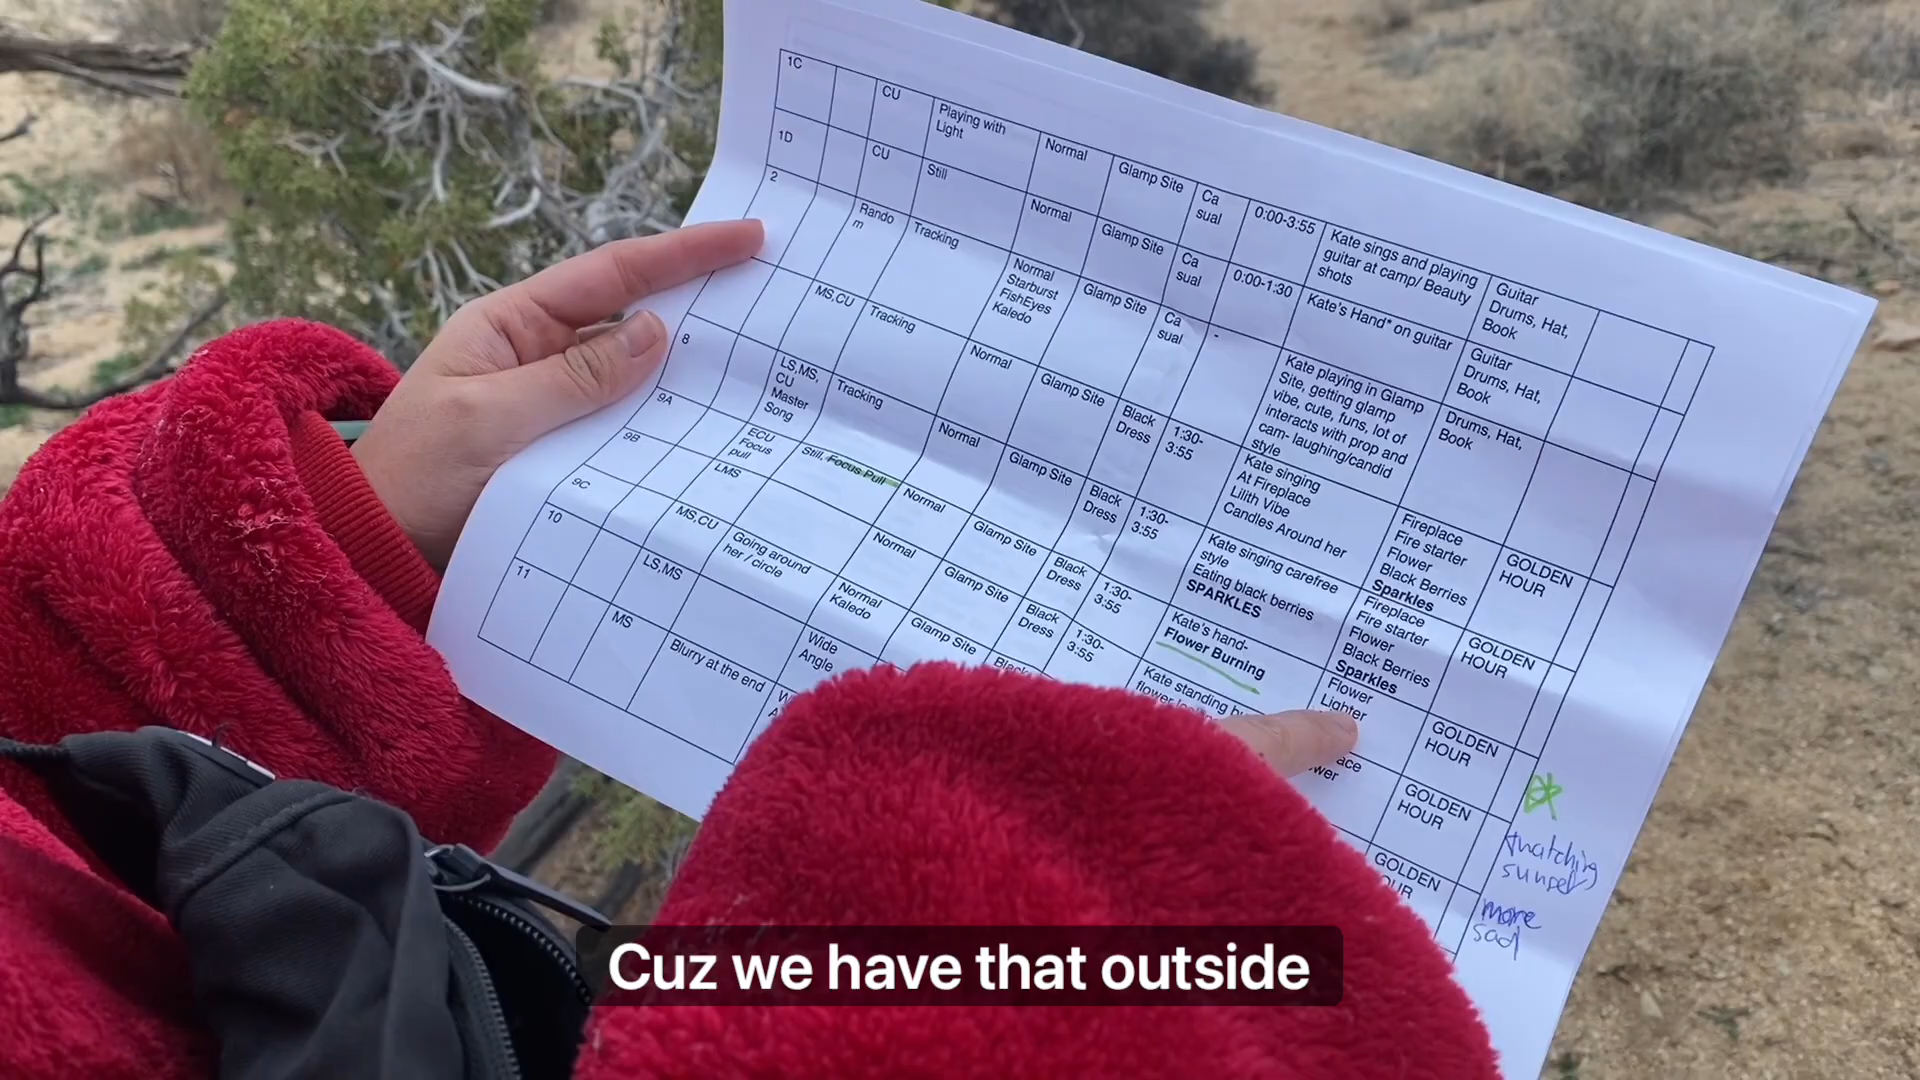 1C
CU
Playing with
Light
Normal
Glamp Site
Ca
sual
0:00-3:55
Kate sings and playing
guitar at camp/ Beauty
shots
Guitar
Drums, Hat,
Book
1D
CU
Still
Normal
Glamp Site
Ca
sual
0:00-1:30
Kate's Hand* on guitar
Guitar
Drums, Hat,
Book
2
Rando
m
Tracking
Normal
Starburst
FishEyes
Kaledo
Glamp Site
Ca
sual
-
Kate playing in Glamp
Site, getting glamp
vibe, cute, funs, lot of
interacts with prop and
cam- laughing/candid
style
Drums, Hat,
Book
MS,CU
Tracking
Normal
Glamp Site
Black
Dress
1:30-
3:55
Kate singing
At Fireplace
Lilith Vibe
Candles Around her
Fireplace
Fire starter
Flower
Black Berries
Sparkles
GOLDEN
HOUR
8
LS,MS,
CU
Master
Song
Tracking
Normal
Glamp Site
Black
Dress
1:30-
3:55
Kate singing carefree
style
Eating black berries
SPARKLES
Fireplace
Fire starter
Flower
Black Berries
Sparkles
GOLDEN
HOUR
9A
ECU
Focus
pull
Still, Focus Pull
Normal
Glamp Site
Black
Dress
1:30-
3:55
Kate's hand-
Flower Burning
Flower
Lighter
GOLDEN
HOUR
9B
LMS
Normal
Glamp Site
Black
Dress
1:30-
3:55
Kate standing
flower
GOLDEN
HOUR
9C
MS,CU
Going around
her / circle
Normal
Kaledo
Glamp Site
Black
GOLDEN
10
LS,MS
Wide
Angle
11
MS
Blurry at the end
sunset
more
sad
Cuz we have that outside